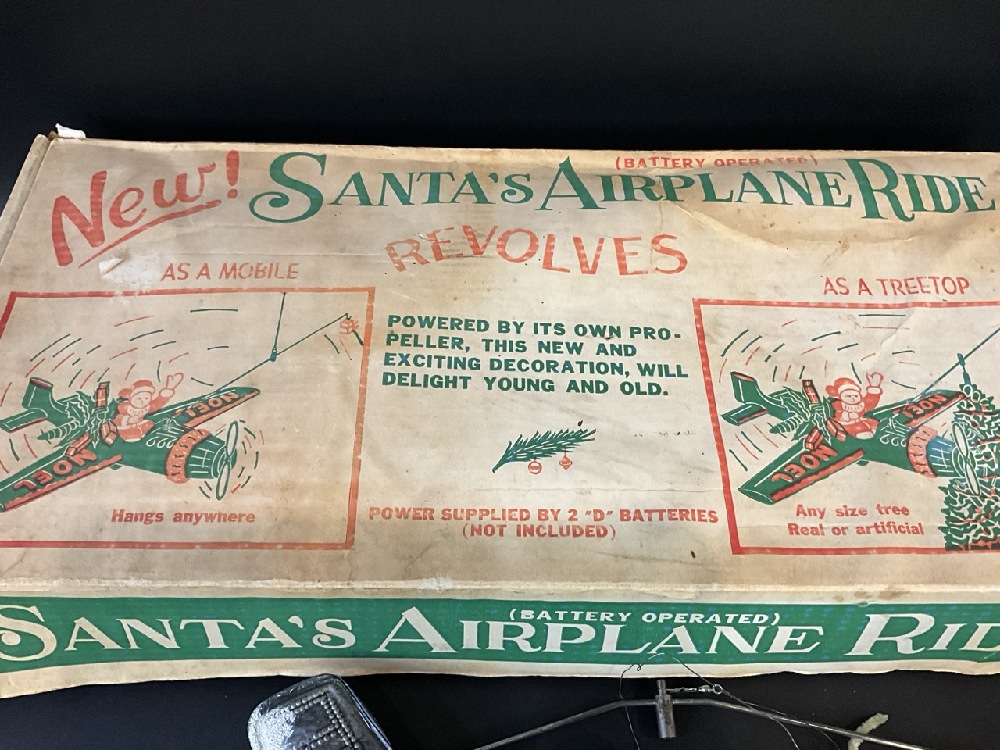 New!
(BATTERY OPERATED)
SANTA'S AIRPLANE RIDE
REVOLVES
AS A MOBILE
AS A TREETOP
POWERED BY ITS OWN PRO-
PELLER, THIS NEW AND
EXCITING DECORATION, WILL
DELIGHT YOUNG AND OLD.
NOEL
NOEL
NOEL
NOEL
Hangs anywhere
POWER SUPPLIED BY 2 "D" BATTERIES
(NOT INCLUDED)
Any size tree
Real or artificial
(BATTERY OPERATED)
SANTA'S AIRPLANE RID